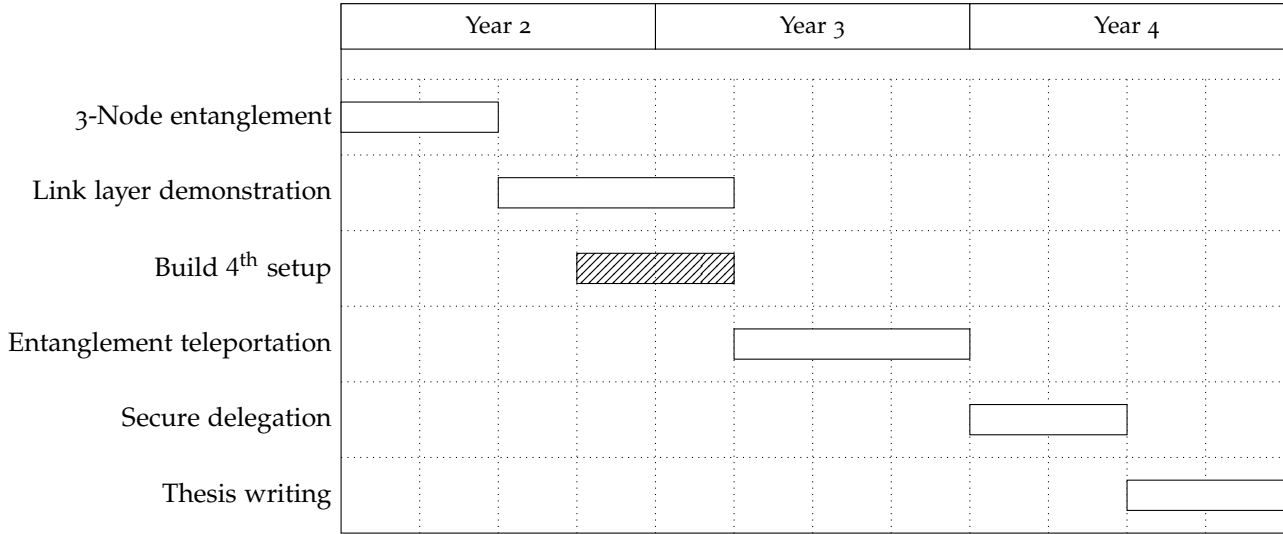 Year 2 Year 3 Year 4
3-Node entanglement
Link layer demonstration
Build 4th setup
Entanglement teleportation
Secure delegation
Thesis writing